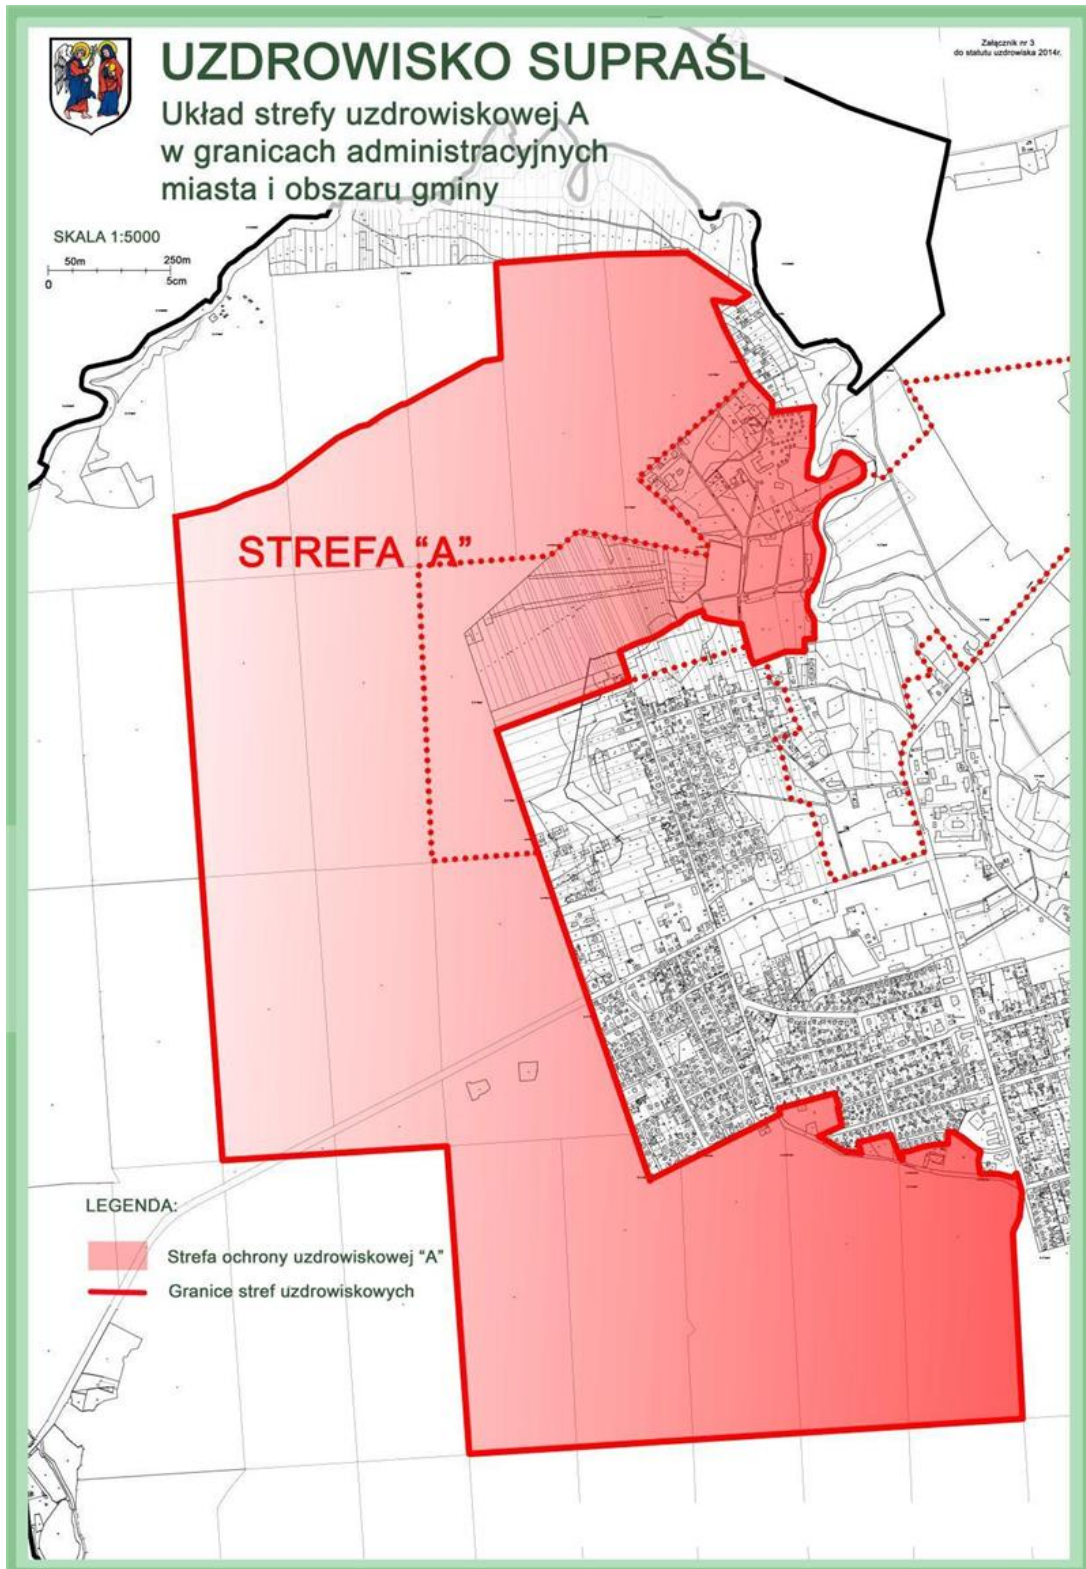 UZDROWISKO SUPRAŚL
Załącznik nr 3
do statutu uzdrowiska 2014r.
Układ strefy uzdrowiskowej A
w granicach administracyjnych
miasta i obszaru gminy
SKALA 1:5000
50m 250m
0 5cm
STREFA “A”
LEGENDA:
Strefa ochrony uzdrowiskowej “A”
Granice stref uzdrowiskowych